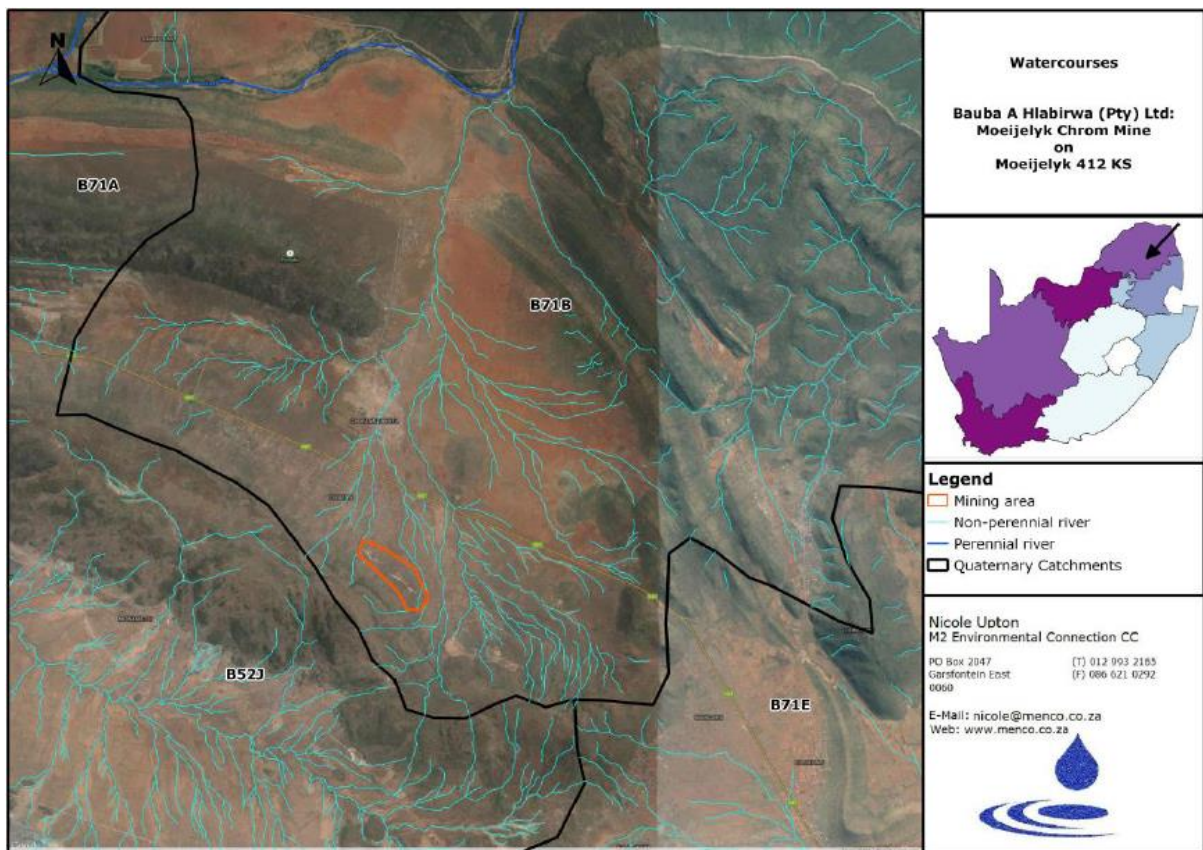 N
B71A
B71B
B52J
B71E
Watercourses
Bauba A Hlabirwa (Pty) Ltd:
Moeijelyk Chrom Mine
on
Moeijelyk 412 KS
Legend
Mining area
Non-perennial river
Perennial river
Quaternary Catchments
Nicole Upton
M2 Environmental Connection CC
PO Box 2047 (T) 012 993 2165
Garsfontein East (F) 086 621 0292
0060
E-Mail: nicole@menco.co.za
Web: www.menco.co.za